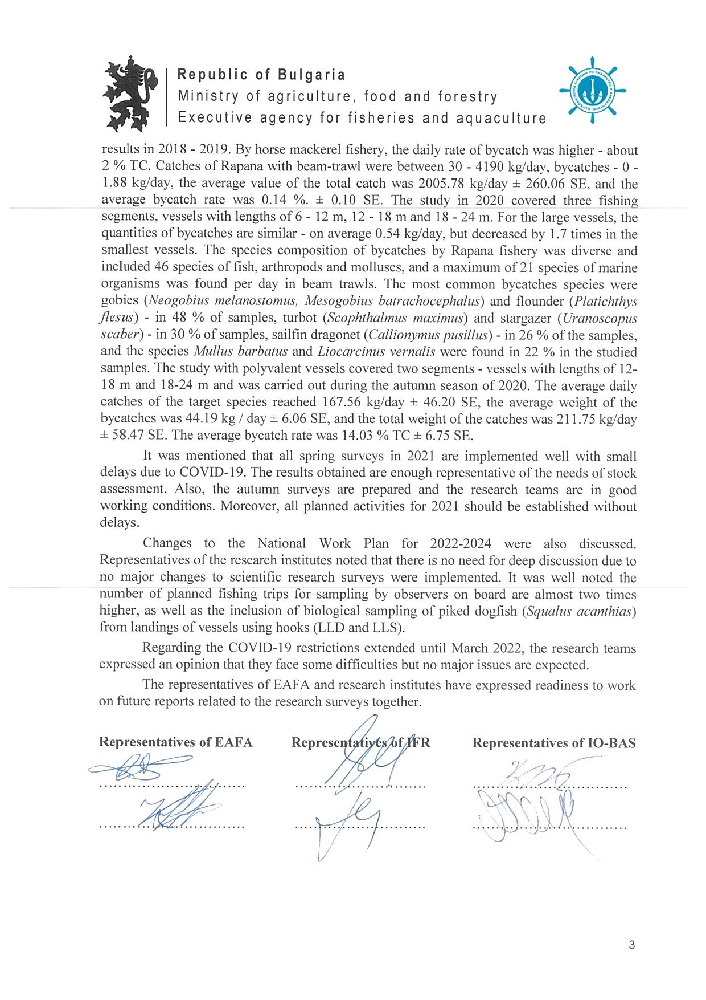 Republic of Bulgaria
Ministry of agriculture, food and forestry
Executive agency for fisheries and aquaculture
results in 2018 - 2019. By horse mackerel fishery, the daily rate of bycatch was higher - about
2 % TC. Catches of Rapana with beam-trawl were between 30 - 4190 kg/day, bycatches - 0 -
1.88 kg/day, the average value of the total catch was 2005.78 kg/day ± 260.06 SE, and the
average bycatch rate was 0.14 %. ± 0.10 SE. The study in 2020 covered three fishing
segments, vessels with lengths of 6 - 12 m, 12 - 18 m and 18 - 24 m. For the large vessels, the
quantities of bycatches are similar - on average 0.54 kg/day, but decreased by 1.7 times in the
smallest vessels. The species composition of bycatches by Rapana fishery was diverse and
included 46 species of fish, arthropods and molluscs, and a maximum of 21 species of marine
organisms was found per day in beam trawls. The most common bycatches species were
gobies (Neogobius melanostomus, Mesogobius batrachocephalus) and flounder (Platichthys
flesus) - in 48 % of samples, turbot (Scophthalmus maximus) and stargazer (Uranoscopus
scaber) - in 30 % of samples, sailfin dragonet (Callionymus pusillus) - in 26 % of the samples,
and the species Mullus barbatus and Liocarcinus vernalis were found in 22 % in the studied
samples. The study with polyvalent vessels covered two segments - vessels with lengths of 12-
18 m and 18-24 m and was carried out during the autumn season of 2020. The average daily
catches of the target species reached 167.56 kg/day ± 46.20 SE, the average weight of the
bycatches was 44.19 kg / day ± 6.06 SE, and the total weight of the catches was 211.75 kg/day
± 58.47 SE. The average bycatch rate was 14.03 % TC ± 6.75 SE.
It was mentioned that all spring surveys in 2021 are implemented well with small
delays due to COVID-19. The results obtained are enough representative of the needs of stock
assessment. Also, the autumn surveys are prepared and the research teams are in good
working conditions. Moreover, all planned activities for 2021 should be established without
delays.
Changes to the National Work Plan for 2022-2024 were also discussed.
Representatives of the research institutes noted that there is no need for deep discussion due to
no major changes to scientific research surveys were implemented. It was well noted the
number of planned fishing trips for sampling by observers on board are almost two times
higher, as well as the inclusion of biological sampling of piked dogfish (Squalus acanthias)
from landings of vessels using hooks (LLD and LLS).
Regarding the COVID-19 restrictions extended until March 2022, the research teams
expressed an opinion that they face some difficulties but no major issues are expected.
The representatives of EAFA and research institutes have expressed readiness to work
on future reports related to the research surveys together.
Representatives of EAFA Representatives of IFR Representatives of IO-BAS
3